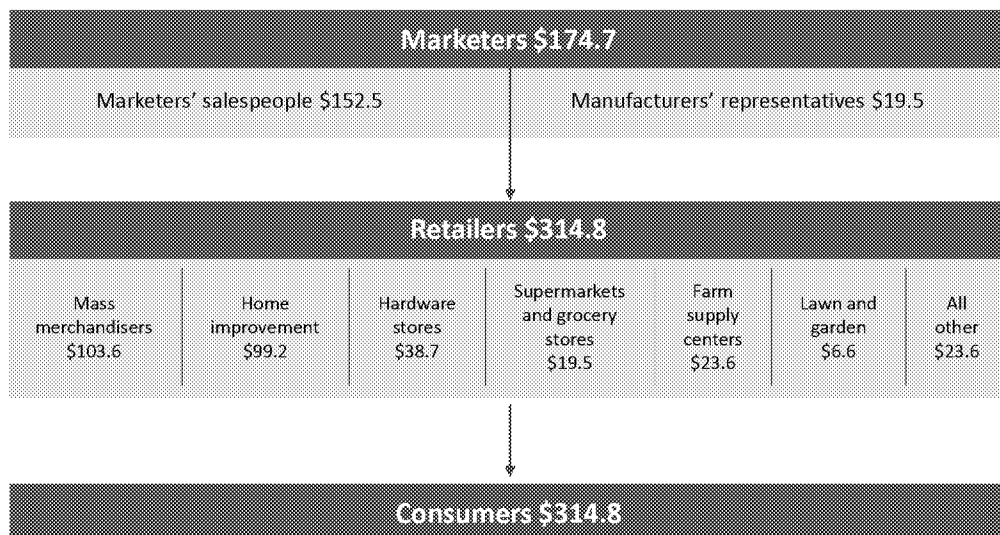 Marketers $174.7
Marketers’ salespeople $152.5
Manufacturers’ representatives $19.5
Retailers $314.8
Mass
merchandisers
$103.6
Home
improvement
$99.2
Hardware
stores
$38.7
Supermarkets
and grocery
stores
$19.5
Farm
supply
centers
$23.6
Lawn and
garden
$6.6
All
other
$23.6
Consumers $314.8